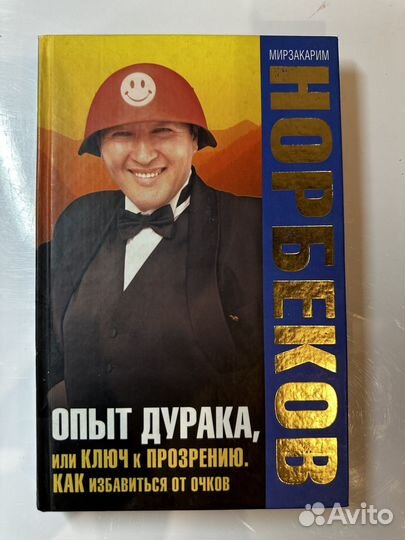 МИРЗАКАРИМ
НОРБЕКОВ
ОПЫТ ДУРАКА,
или КЛЮЧ к ПРОЗРЕНИЮ.
КАК ИЗБАВИТЬСЯ ОТ ОЧКОВ
Avito